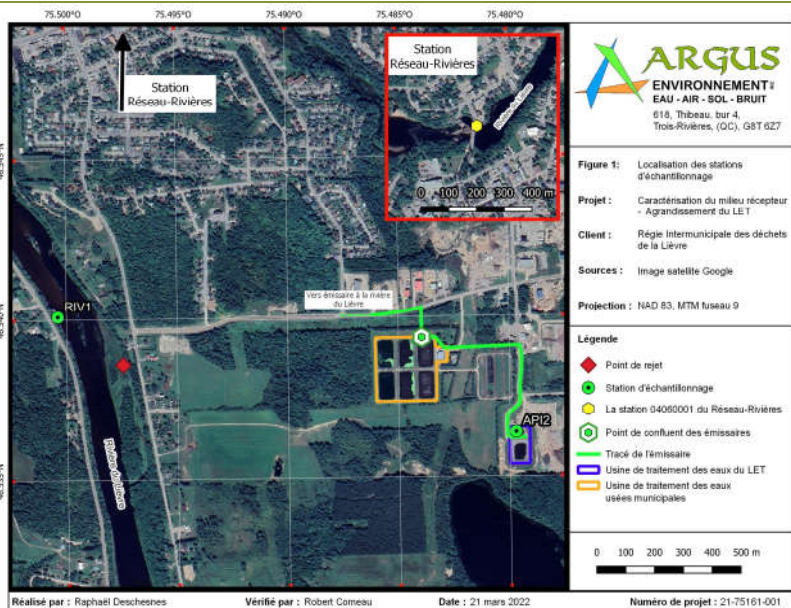 75.500°O 75.495°O 75.490°O 75.485°O 75.480°O
Station
Réseau-Rivières
Station
Réseau-Rivières
0 100 200 300 400 m
Vers émissaire à la rivière
du Lièvre
RIV1
API2
Rivière du Lièvre
ARGUS
ENVIRONNEMENT
EAU - AIR - SOL - BRUIT
618, Thibeau, bur 4,
Trois-Rivières, (QC), G8T 6Z7
Figure 1: Localisation des stations
d'échantillonnage
Projet : Caractérisation du milieu récepteur
- Agrandissement du LET
Client : Régie Intermunicipale des déchets
de la Lièvre
Sources : Image satellite Google
Projection : NAD 83, MTM fuseau 9
Légende
Point de rejet
Station d'échantillonnage
La station 04060001 du Réseau-Rivières
Point de confluent des émissaires
Tracé de l'émissaire
Usine de traitement des eaux du LET
Usine de traitement des eaux
usées municipales
0 100 200 300 400 500 m
Réalisé par : Raphaël Deschesnes Vérifié par : Robert Comeau Date : 21 mars 2022 Numéro de projet : 21-75161-001